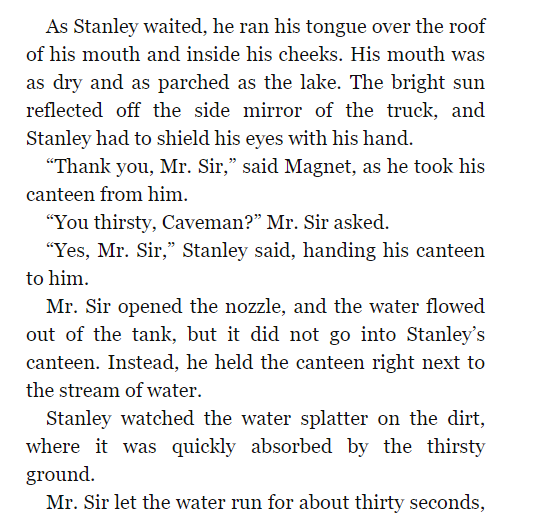 As Stanley waited, he ran his tongue over the roof
of his mouth and inside his cheeks. His mouth was
as dry and as parched as the lake. The bright sun
reflected off the side mirror of the truck, and
Stanley had to shield his eyes with his hand.
“Thank you, Mr. Sir,” said Magnet, as he took his
canteen from him.
“You thirsty, Caveman?” Mr. Sir asked.
“Yes, Mr. Sir,” Stanley said, handing his canteen
to him.
Mr. Sir opened the nozzle, and the water flowed
out of the tank, but it did not go into Stanley’s
canteen. Instead, he held the canteen right next to
the stream of water.
Stanley watched the water splatter on the dirt,
where it was quickly absorbed by the thirsty
ground.
Mr. Sir let the water run for about thirty seconds,